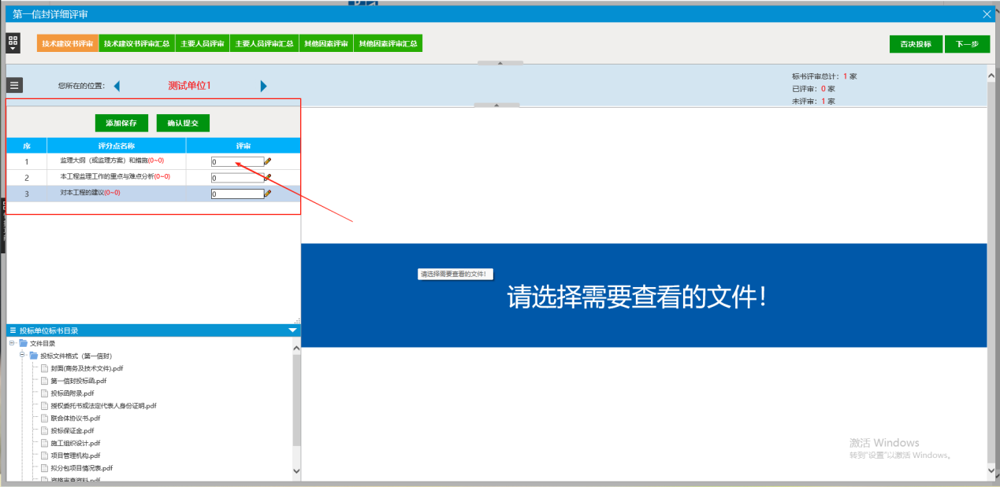 第一信封详细评审
技术建议书评审 技术建议书评审汇总 主要人员评审 主要人员评审汇总 其他因素评审 其他因素评审汇总 否决投标 下一步
您所在的位置: 测试单位1
标书评审总计: 1 家
已评审: 0 家
未评审: 1 家
添加保存 确认提交
序 评分点名称 评审
1 监理大纲（或监理方案）和措施(0~0) 0
2 本工程监理工作的重点与难点分析(0~0) 0
3 对本工程的建议(0~0) 0
请选择需要查看的文件!
请选择需要查看的文件!
投标单位标书目录
文件目录
投标文件格式（第一信封）
封面(商务及技术文件).pdf
第一信封投标函.pdf
投标函附录.pdf
授权委托书或法定代表人身份证明.pdf
联合体协议书.pdf
投标保证金.pdf
施工组织设计.pdf
项目管理机构.pdf
拟分包项目情况表.pdf
资格审查资料.pdf
激活 Windows
转到"设置"以激活 Windows。